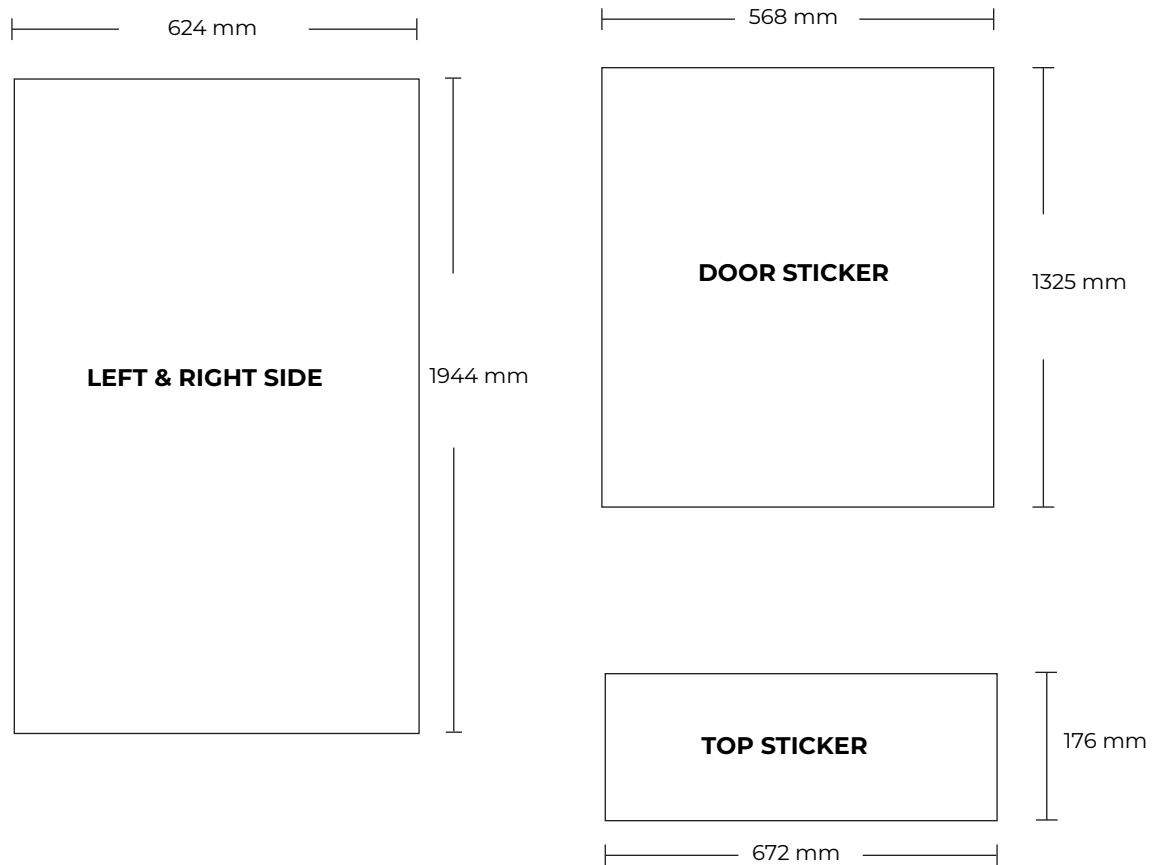 624 mm
LEFT & RIGHT SIDE
1944 mm
568 mm
DOOR STICKER
1325 mm
TOP STICKER
176 mm
672 mm